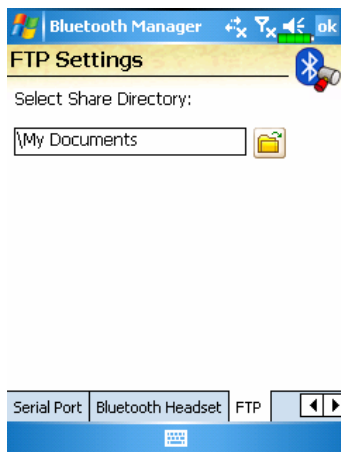 Bluetooth Manager ok
FTP Settings
Select Share Directory:
\My Documents
Serial Port Bluetooth Headset FTP